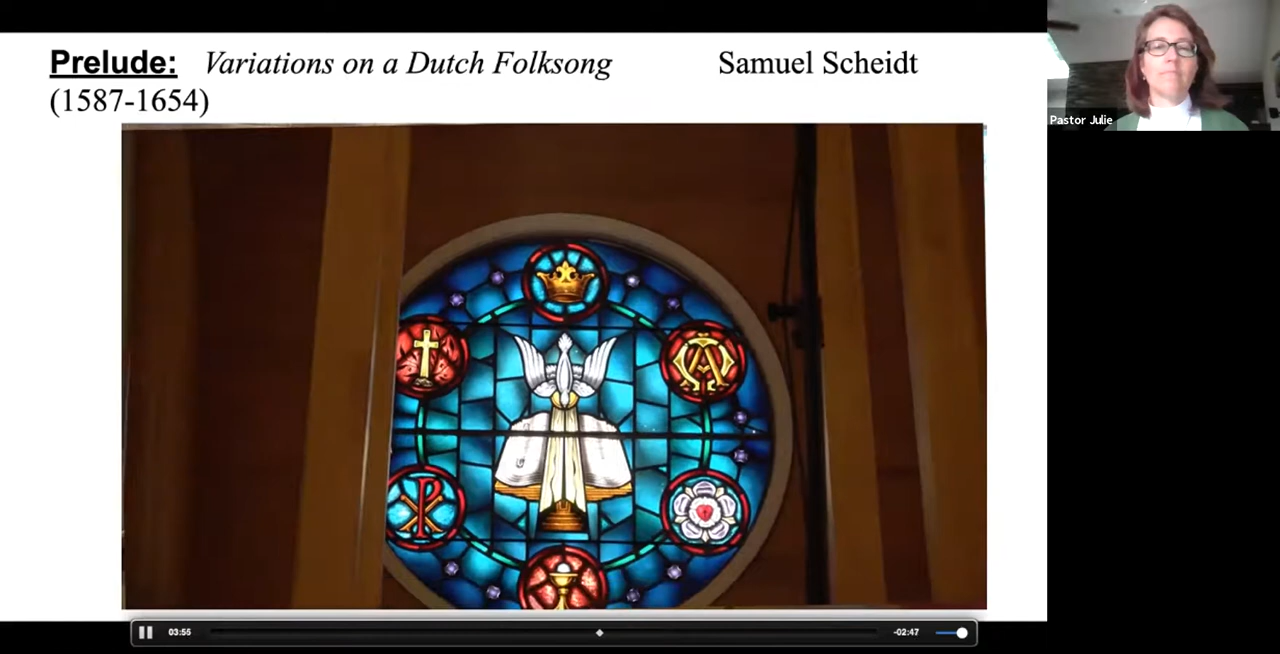 Prelude: Variations on a Dutch Folksong Samuel Scheidt
(1587-1654)
Pastor Julie
03:55 -02:47